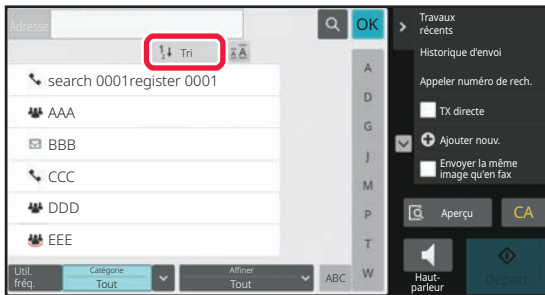 Adresse
OK
Tri
search 0001register 0001
AAA
BBB
CCC
DDD
EEE
A
D
G
J
M
P
T
W
Util.
fréq.
Catégorie
Tout
Affiner
Tout
ABC
Travaux
récents
Historique d'envoi
Appeler numéro de rech.
TX directe
Ajouter nouv.
Envoyer la même
image qu'en fax
Aperçu
CA
Haut-
parleur
Départ